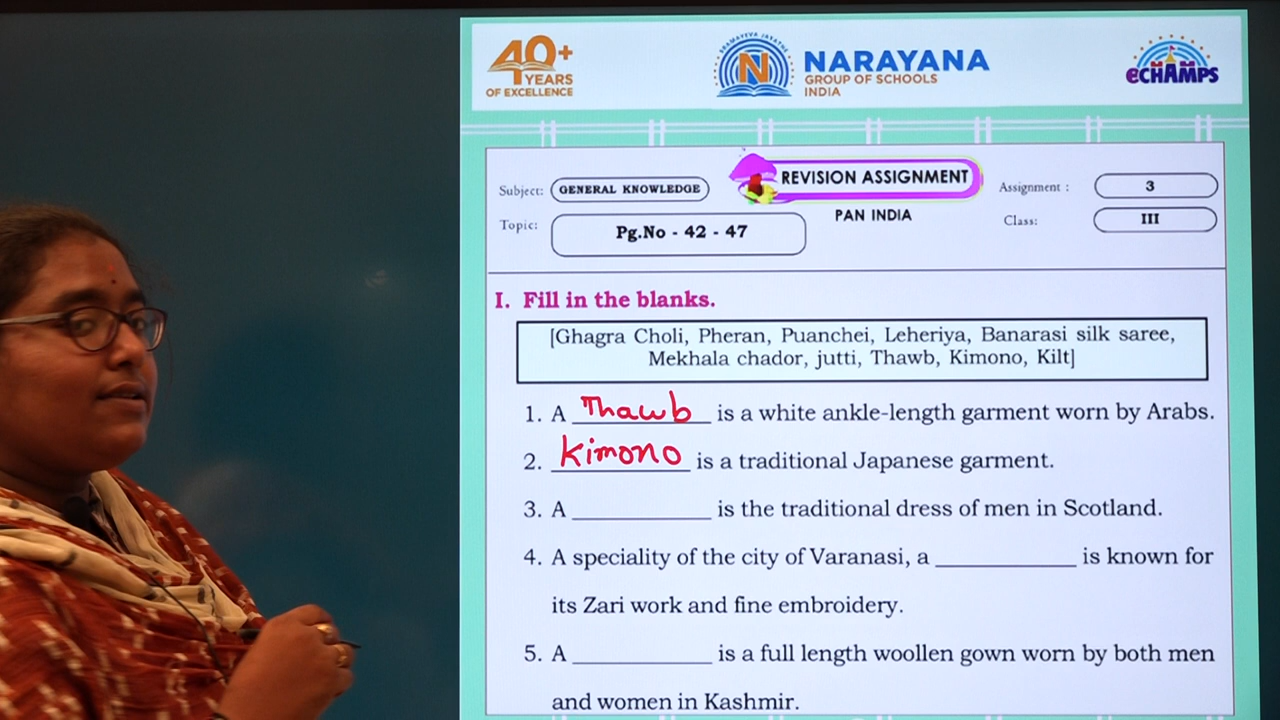 40+
YEARS
OF EXCELLENCE
NARAYANA
GROUP OF SCHOOLS
INDIA
eCHAMPS
Subject: GENERAL KNOWLEDGE
REVISION ASSIGNMENT
Assignment : 3
Topic: Pg.No - 42 - 47
PAN INDIA
Class: III
I. Fill in the blanks.
[Ghagra Choli, Pheran, Puanchei, Leheriya, Banarasi silk saree,
Mekhala chador, jutti, Thawb, Kimono, Kilt]
1. A Thawb is a white ankle-length garment worn by Arabs.
2. Kimono is a traditional Japanese garment.
3. A __________ is the traditional dress of men in Scotland.
4. A speciality of the city of Varanasi, a __________ is known for
its Zari work and fine embroidery.
5. A __________ is a full length woollen gown worn by both men
and women in Kashmir.